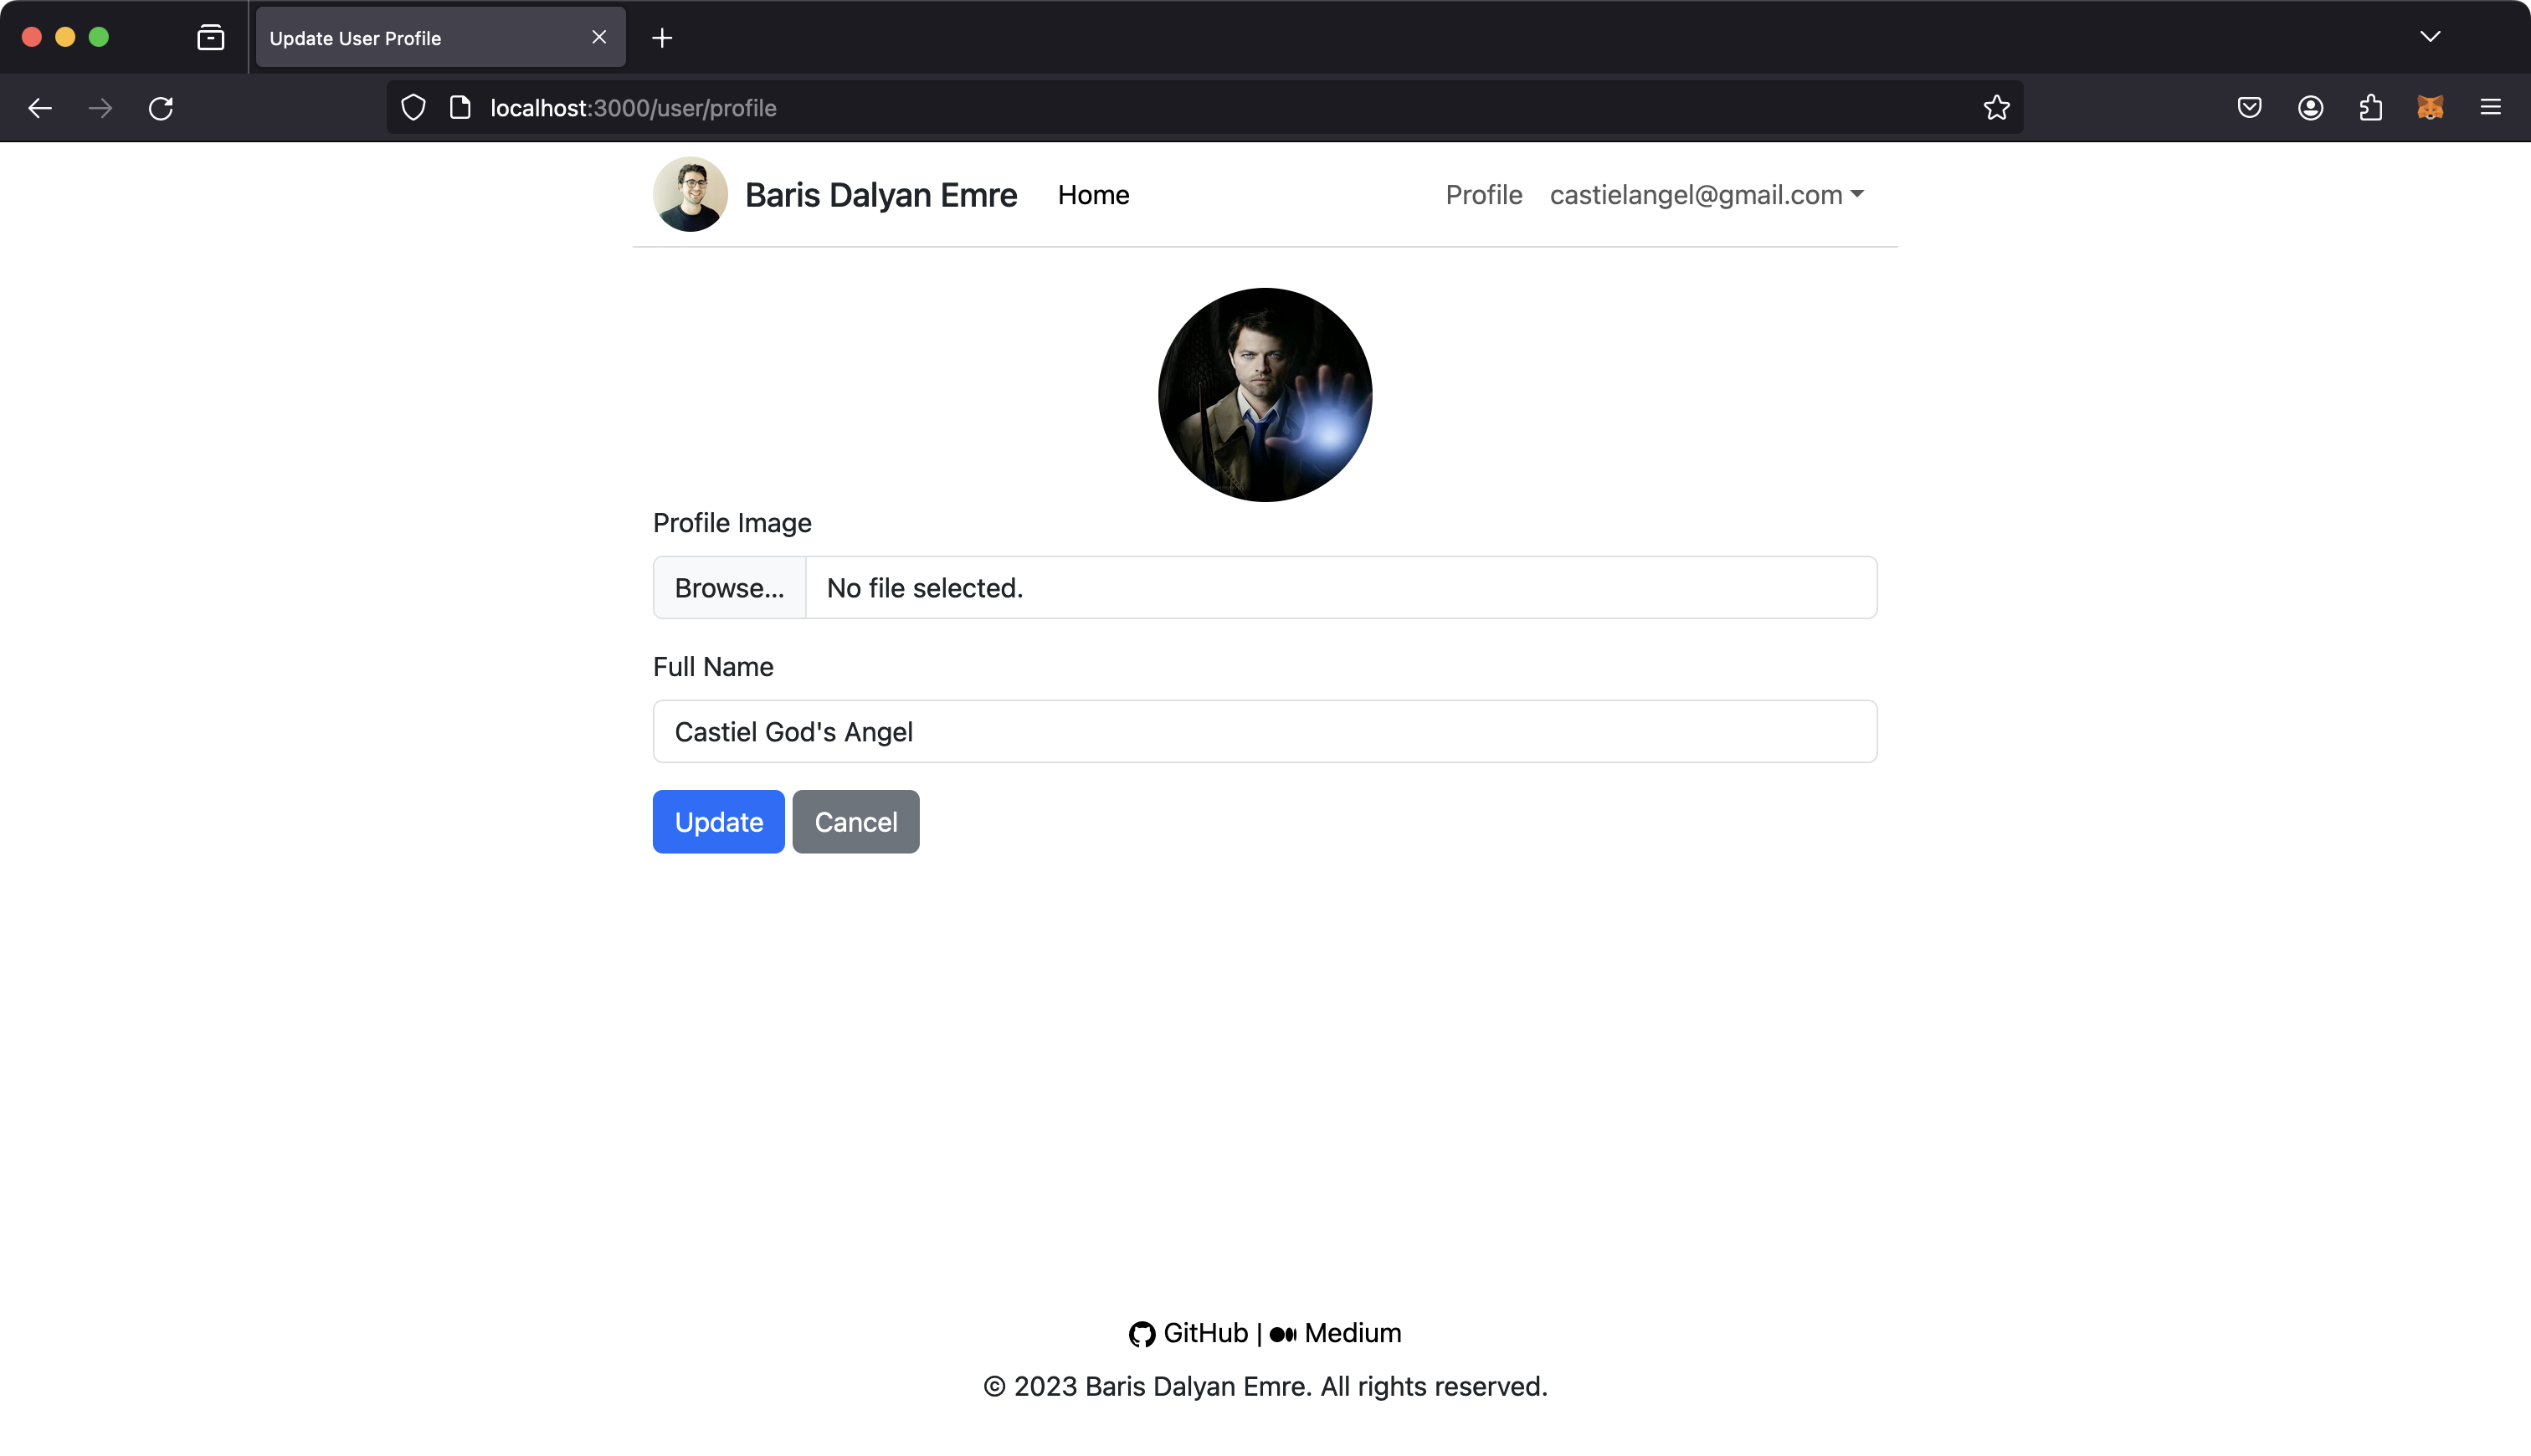 Update User Profile
localhost:3000/user/profile
Baris Dalyan Emre Home Profile castielangel@gmail.com
Profile Image
Browse... No file selected.
Full Name
Castiel God's Angel
Update Cancel
GitHub | Medium
© 2023 Baris Dalyan Emre. All rights reserved.